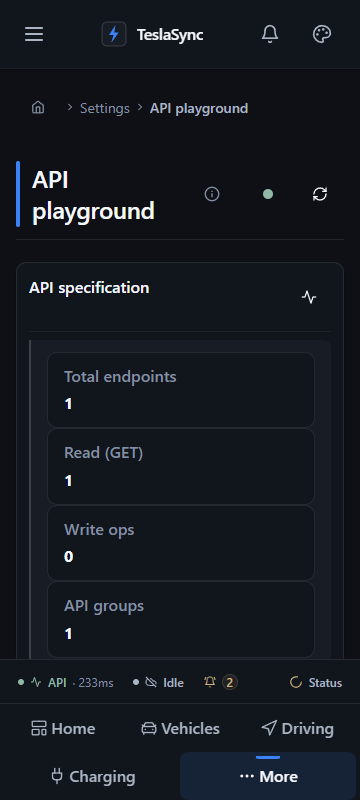 TeslaSync
Settings
API playground
API
playground
API specification
Total endpoints
1
Read (GET)
1
Write ops
0
API groups
1
API · 233ms
Idle
2
Status
Home
Vehicles
Driving
Charging
More